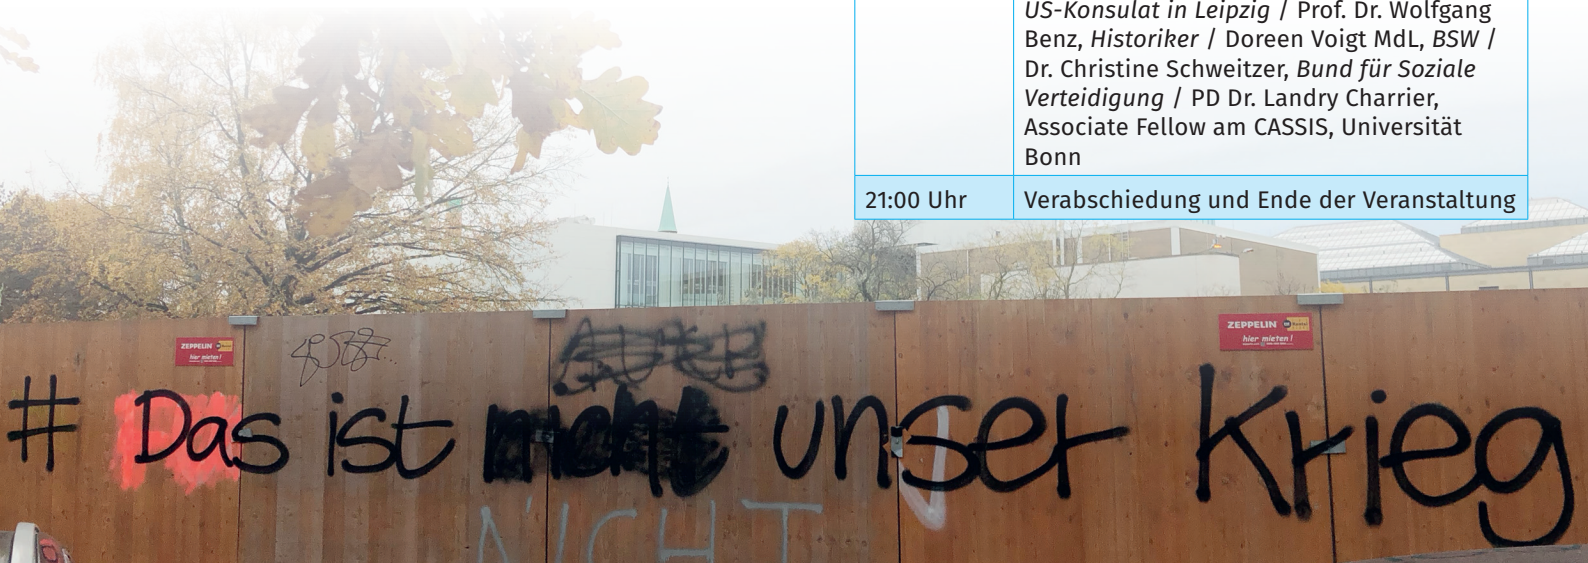 US-Konsulat in Leipzig / Prof. Dr. Wolfgang
Benz, Historiker / Doreen Voigt MdL, BSW /
Dr. Christine Schweitzer, Bund für Soziale
Verteidigung / PD Dr. Landry Charrier,
Associate Fellow am CASSIS, Universität
Bonn
21:00 Uhr Verabschiedung und Ende der Veranstaltung
ZEPPELIN Rental
hier mieten!
ZEPPELIN Rental
hier mieten!
# Das ist nicht unser Krieg
NICHT